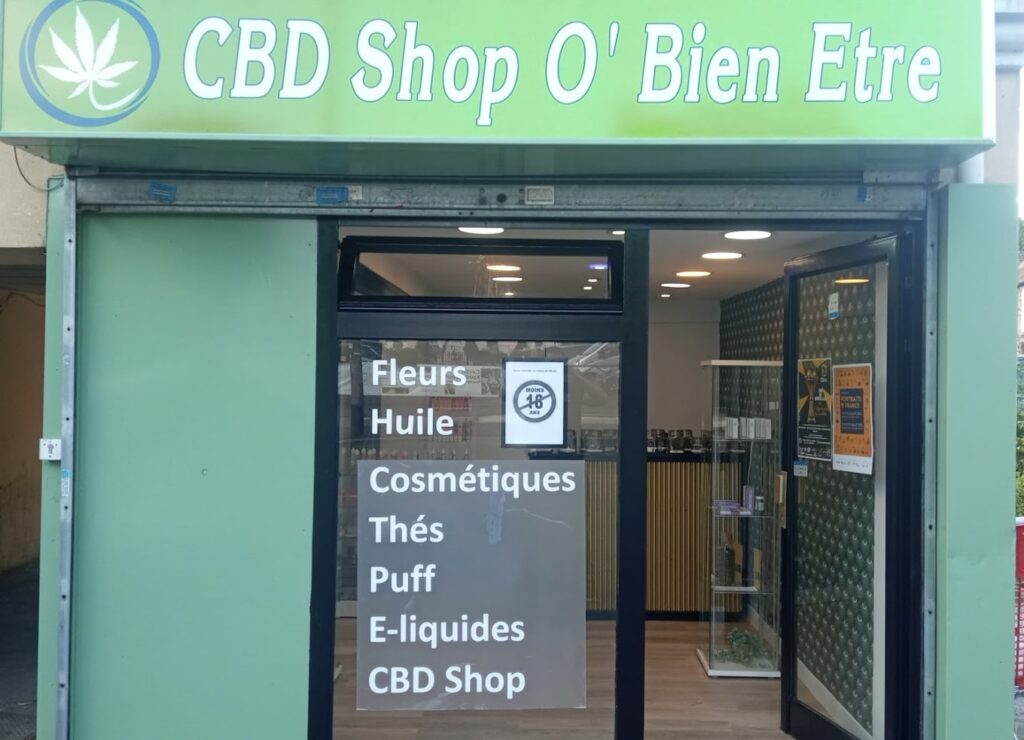 CBD Shop O' Bien Etre
Fleurs
Huile
MOINS
18
ANS
Cosmétiques
Thés
Puff
E-liquides
CBD Shop